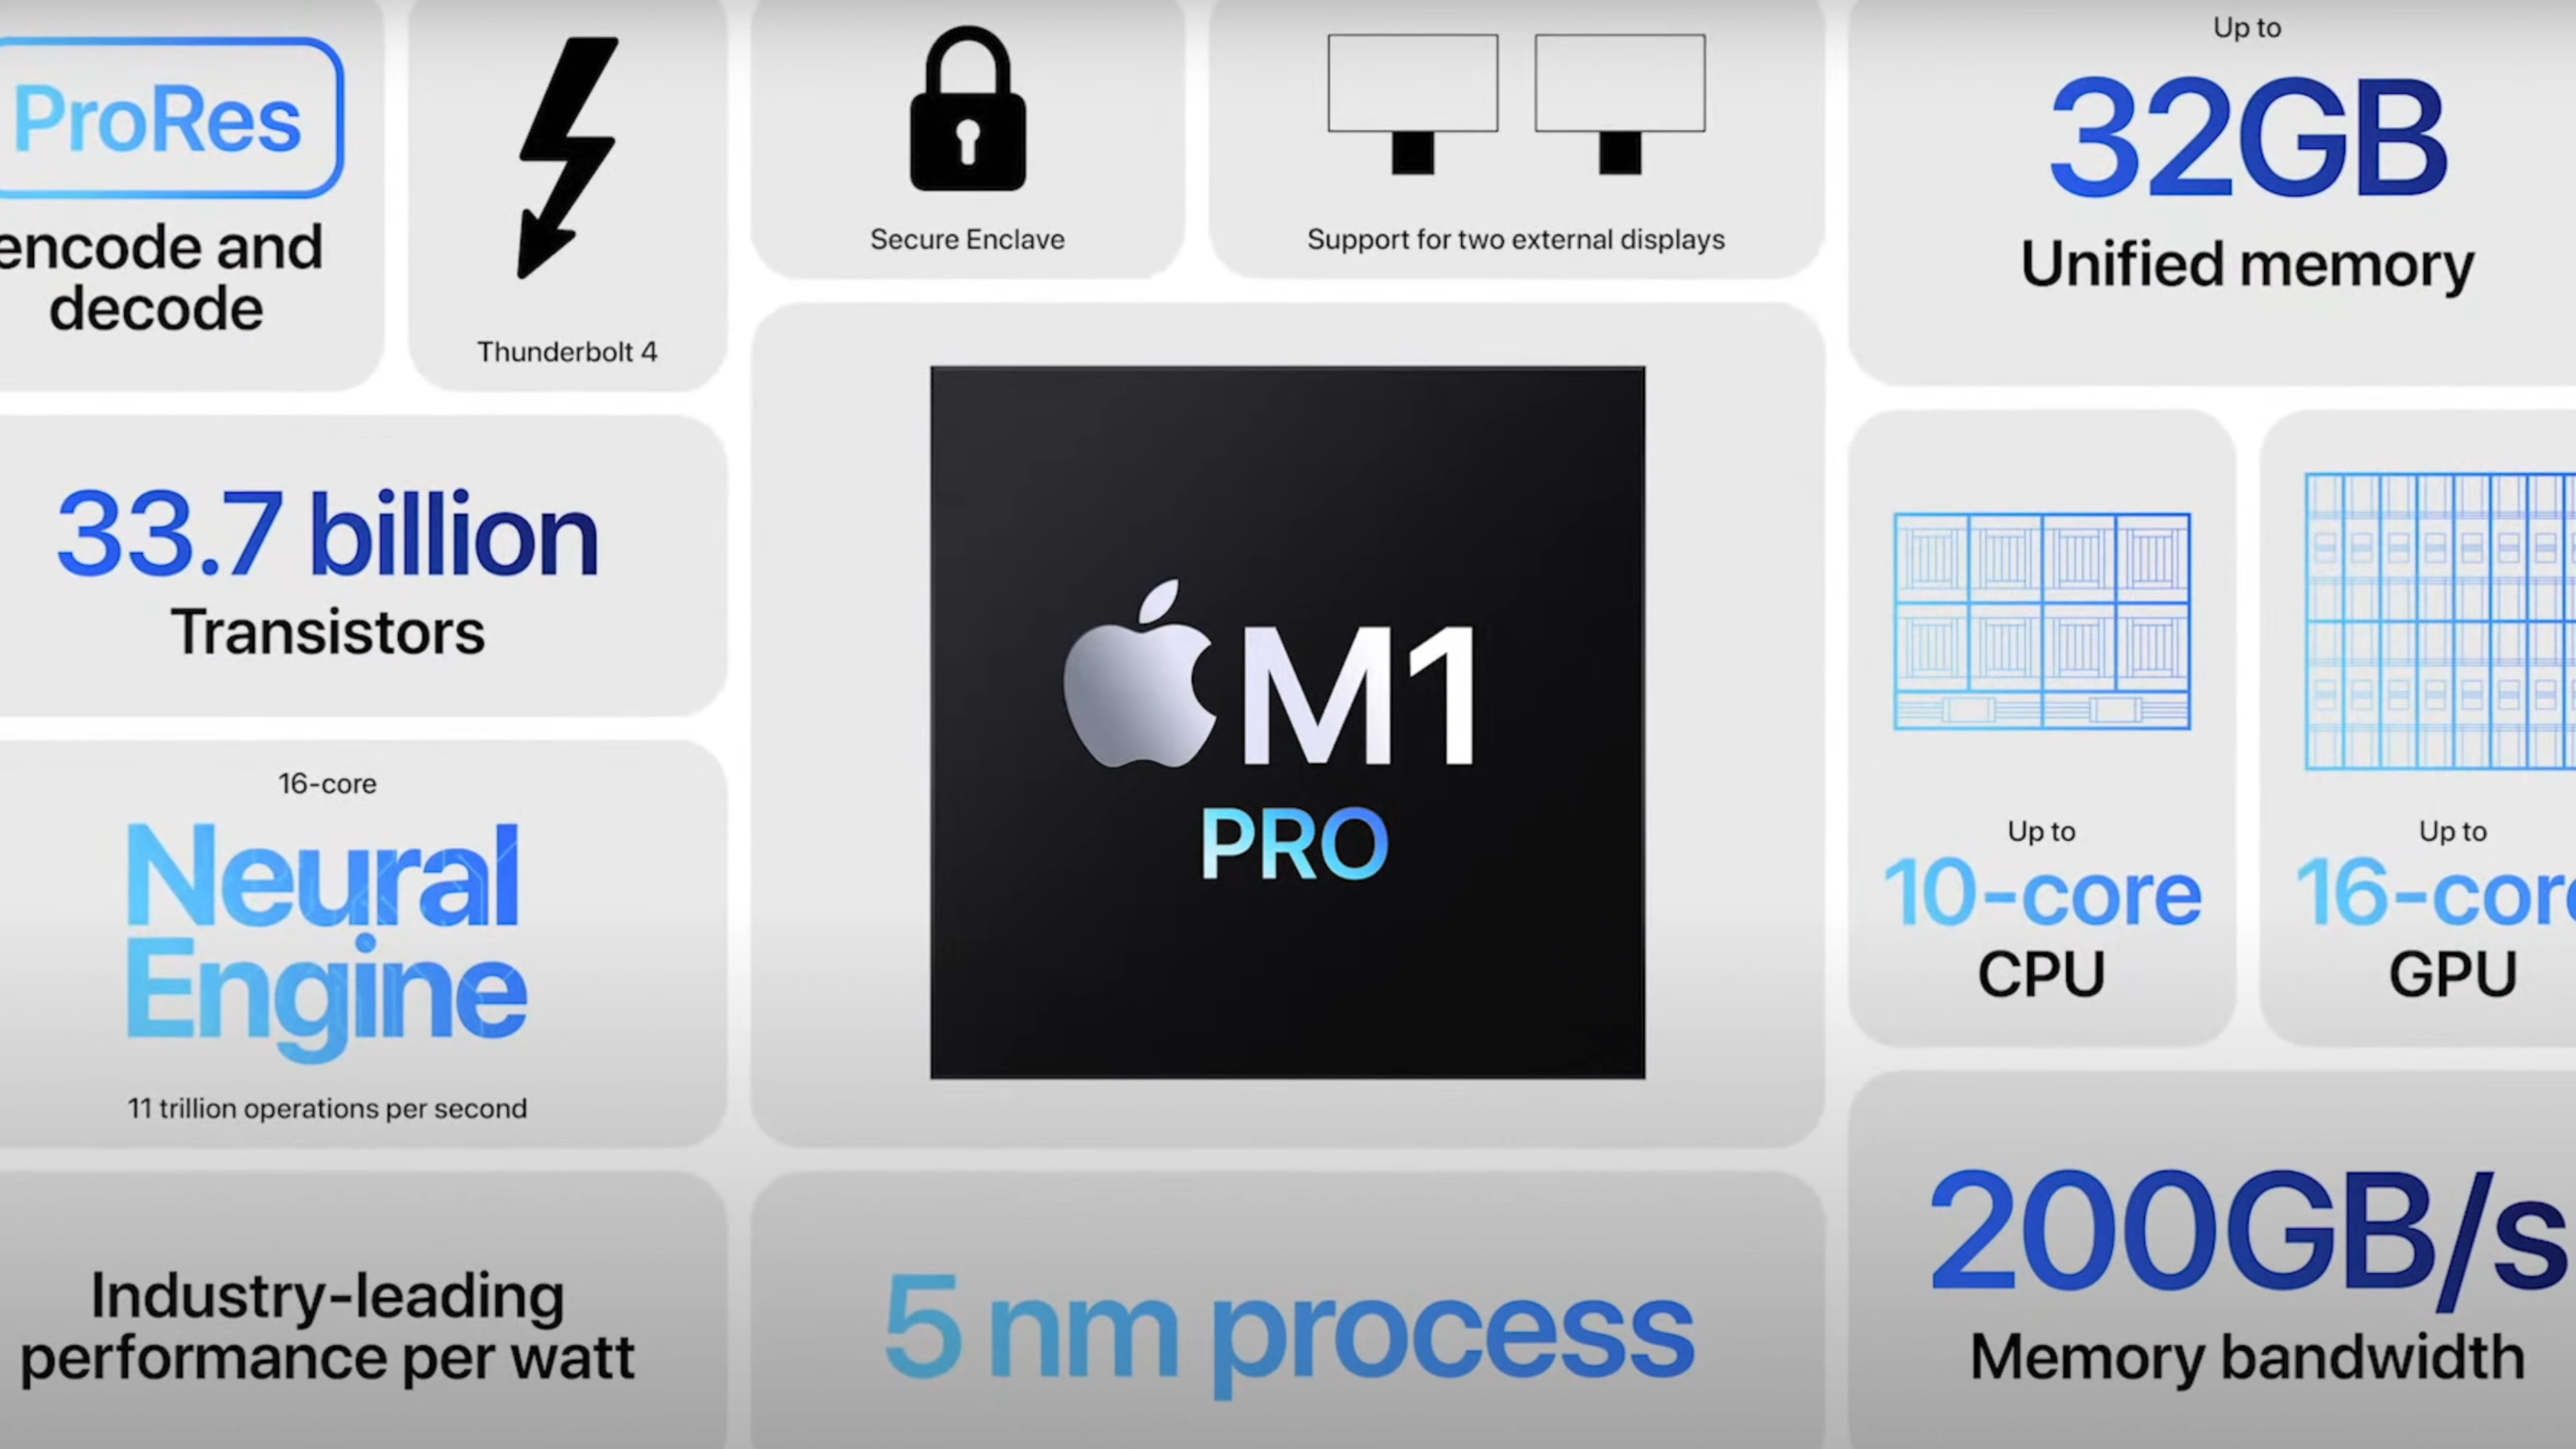 ProRes
encode and
decode
Thunderbolt 4
Secure Enclave
Support for two external displays
Up to
32GB
Unified memory
33.7 billion
Transistors
M1
PRO
Up to
10-core
CPU
Up to
16-core
GPU
16-core
Neural
Engine
11 trillion operations per second
Industry-leading
performance per watt
5 nm process
200GB/s
Memory bandwidth